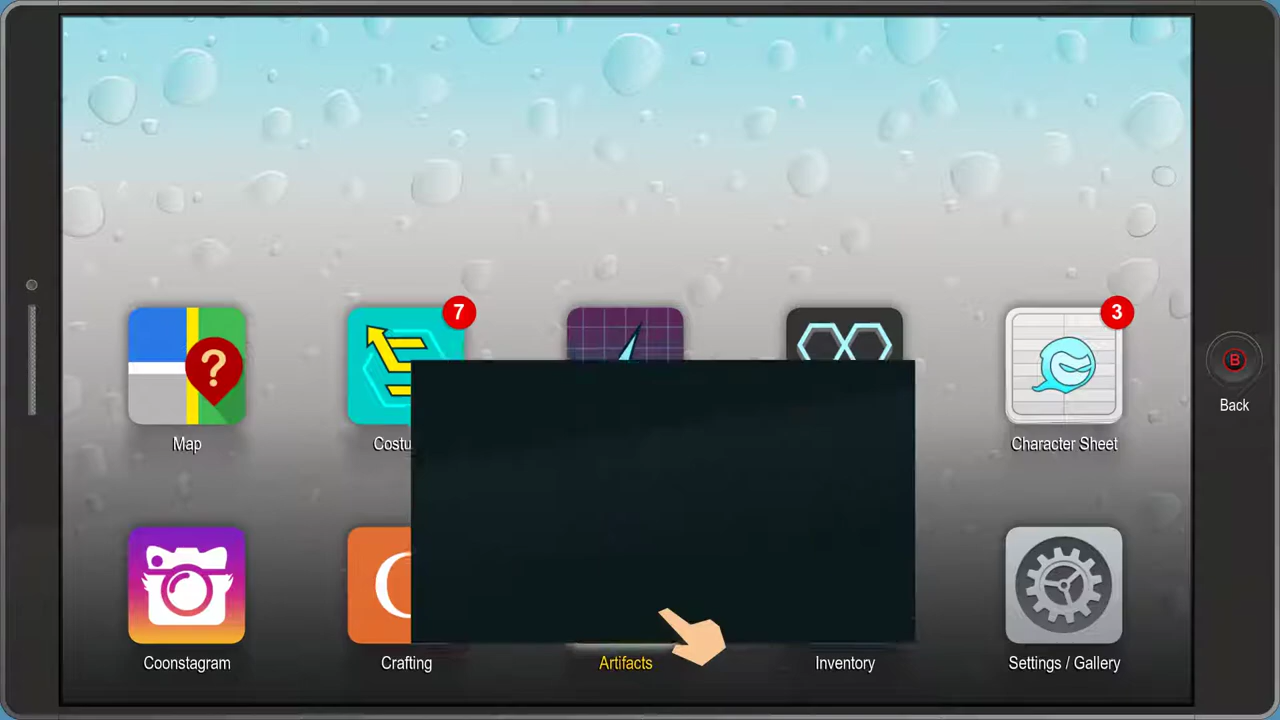 7
3
?
B
Back
Map
Costu
Character Sheet
C
Coonstagram
Crafting
Artifacts
Inventory
Settings / Gallery